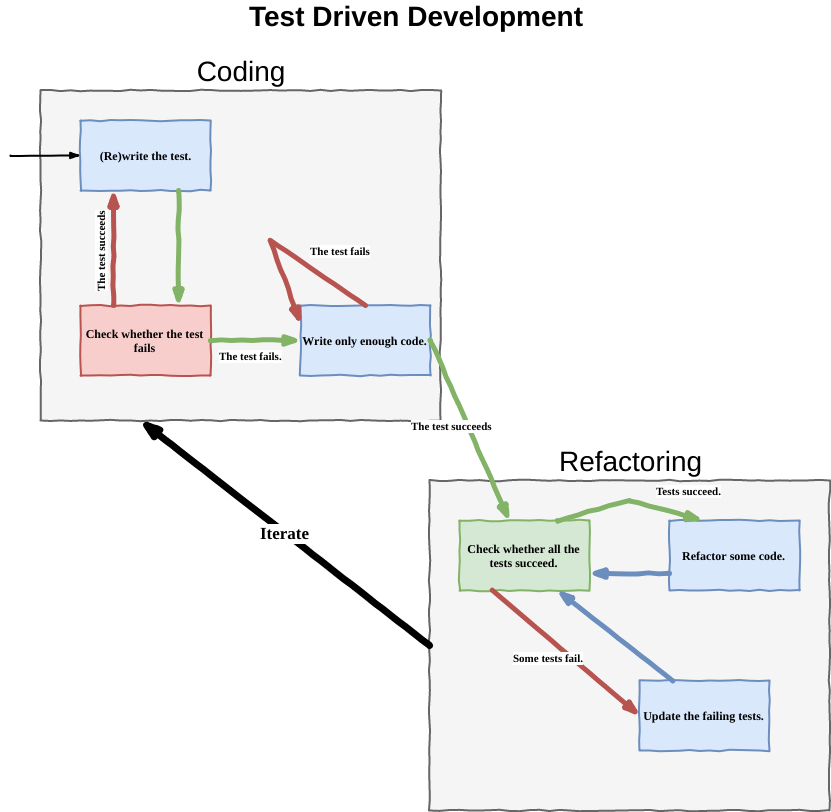 Test Driven Development
Coding
(Re)write the test.
The test succeeds
The test fails
Check whether the test
fails
The test fails.
Write only enough code.
The test succeeds
Refactoring
Tests succeed.
Check whether all the
tests succeed.
Refactor some code.
Iterate
Some tests fail.
Update the failing tests.